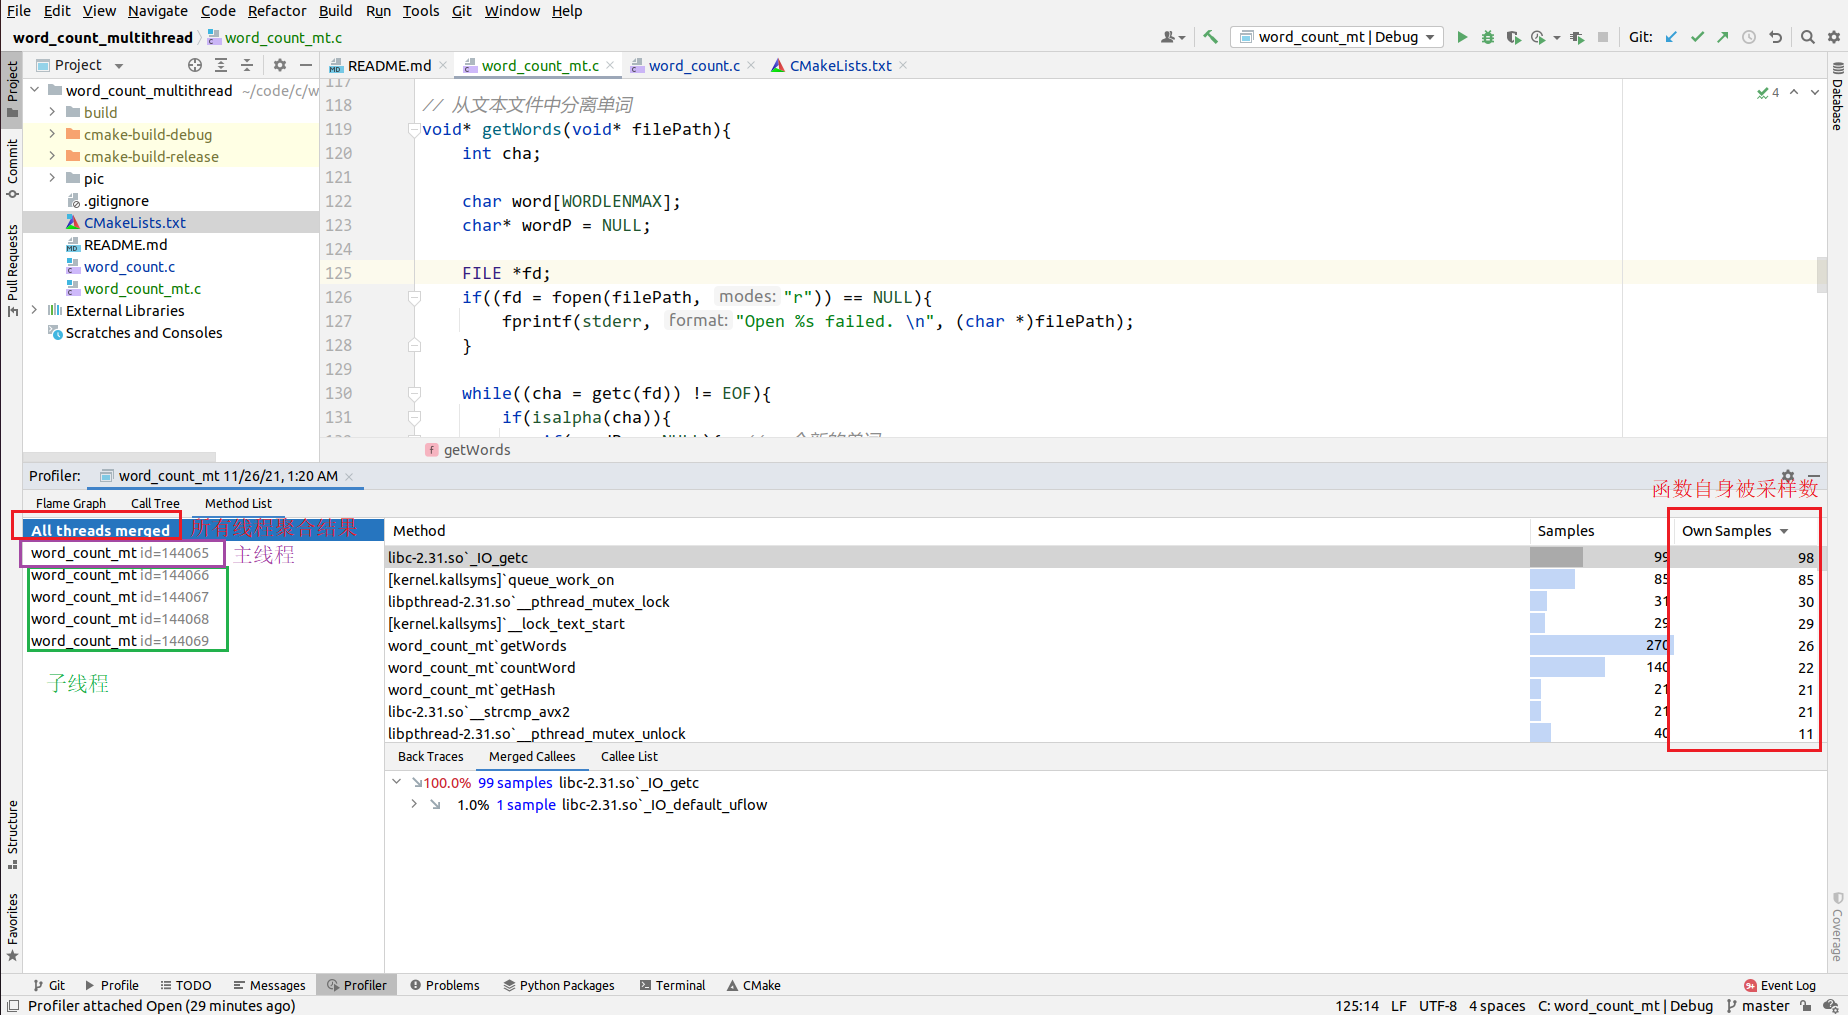 File Edit View Navigate Code Refactor Build Run Tools Git Window Help
word_count_multithread word_count_mt.c word_count_mt | Debug Git:
Project README.md word_count_mt.c word_count.c CMakeLists.txt
Project
Commit
Pull Requests
Structure
Favorites
word_count_multithread ~/code/c/w
build
cmake-build-debug
cmake-build-release
pic
.gitignore
CMakeLists.txt
README.md
word_count.c
word_count_mt.c
External Libraries
Scratches and Consoles
117
118 // 从文本文件中分离单词
119 void* getWords(void* filePath){
120 int cha;
121
122 char word[WORDLENMAX];
123 char* wordP = NULL;
124
125 FILE *fd;
126 if((fd = fopen(filePath, modes: "r")) == NULL){
127 fprintf(stderr, format: "Open %s failed. \n", (char *)filePath);
128 }
129
130 while((cha = getc(fd)) != EOF){
131 if(isalpha(cha)){
4
Database
Coverage
f getWords
Profiler: word_count_mt 11/26/21, 1:20 AM
Flame Graph Call Tree Method List
函数自身被采样数
All threads merged 所有线程聚合结果
word_count_mt id=144065 主线程
word_count_mt id=144066
word_count_mt id=144067
word_count_mt id=144068
word_count_mt id=144069
子线程
Method Samples Own Samples
libc-2.31.so`_IO_getc 99 98
[kernel.kallsyms]`queue_work_on 85 85
libpthread-2.31.so`__pthread_mutex_lock 31 30
[kernel.kallsyms]`__lock_text_start 29 29
word_count_mt`getWords 270 26
word_count_mt`countWord 140 22
word_count_mt`getHash 21 21
libc-2.31.so`__strcmp_avx2 21 21
libpthread-2.31.so`__pthread_mutex_unlock 40 11
Back Traces Merged Callees Callee List
100.0% 99 samples libc-2.31.so`_IO_getc
1.0% 1 sample libc-2.31.so`_IO_default_uflow
Git Profile TODO Messages Profiler Problems Python Packages Terminal CMake 9+ Event Log
Profiler attached Open (29 minutes ago) 125:14 LF UTF-8 4 spaces C: word_count_mt | Debug master